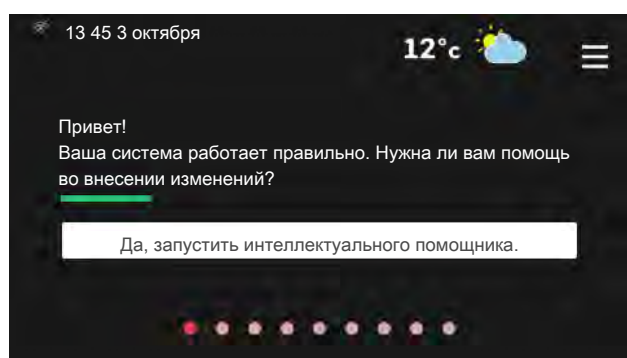 13 45 3 октября
12°c
Привет!
Ваша система работает правильно. Нужна ли вам помощь
во внесении изменений?
Да, запустить интеллектуального помощника.